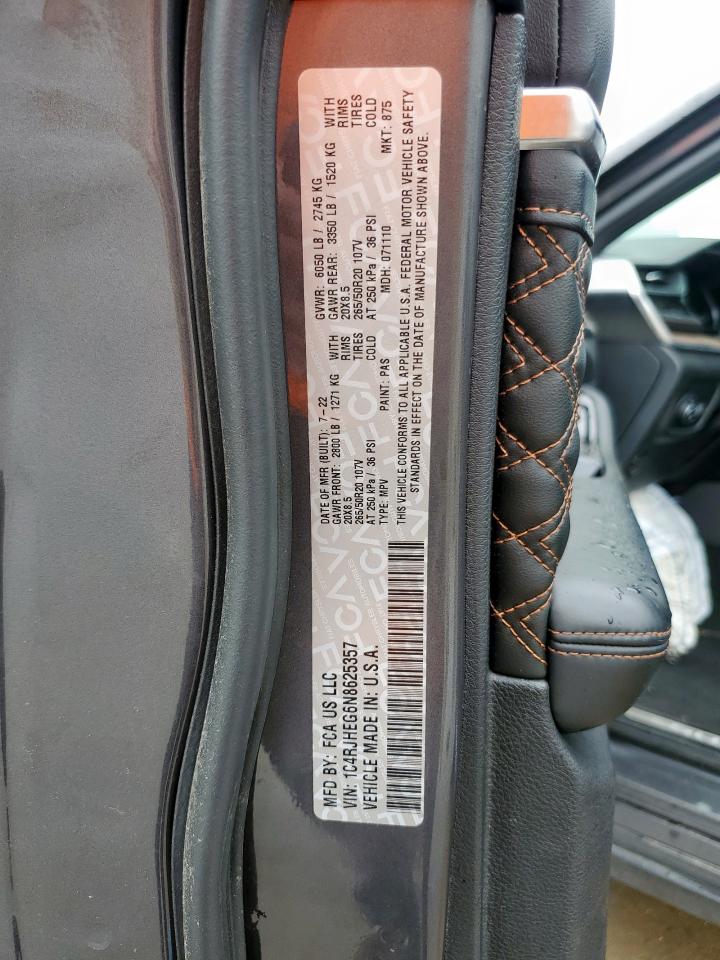 MFD BY: FCA US LLC
VIN: 1C4RJHEG6N8625357
VEHICLE MADE IN: U.S.A.
DATE OF MFR (BUILT): 7-22
GAWR FRONT: 2800 LB / 1271 KG WITH
20X8.5 RIMS
265/50R20 107V TIRES
AT 250 kPa / 36 PSI COLD
TYPE: MPV PAINT: PAS
GVWR: 6050 LB / 2745 KG
GAWR REAR: 3350 LB / 1520 KG WITH
20X8.5 RIMS
265/50R20 107V TIRES
AT 250 kPa / 36 PSI COLD
MDH: 071110 MKT: 875
THIS VEHICLE CONFORMS TO ALL APPLICABLE U.S.A. FEDERAL MOTOR VEHICLE SAFETY
STANDARDS IN EFFECT ON THE DATE OF MANUFACTURE SHOWN ABOVE.